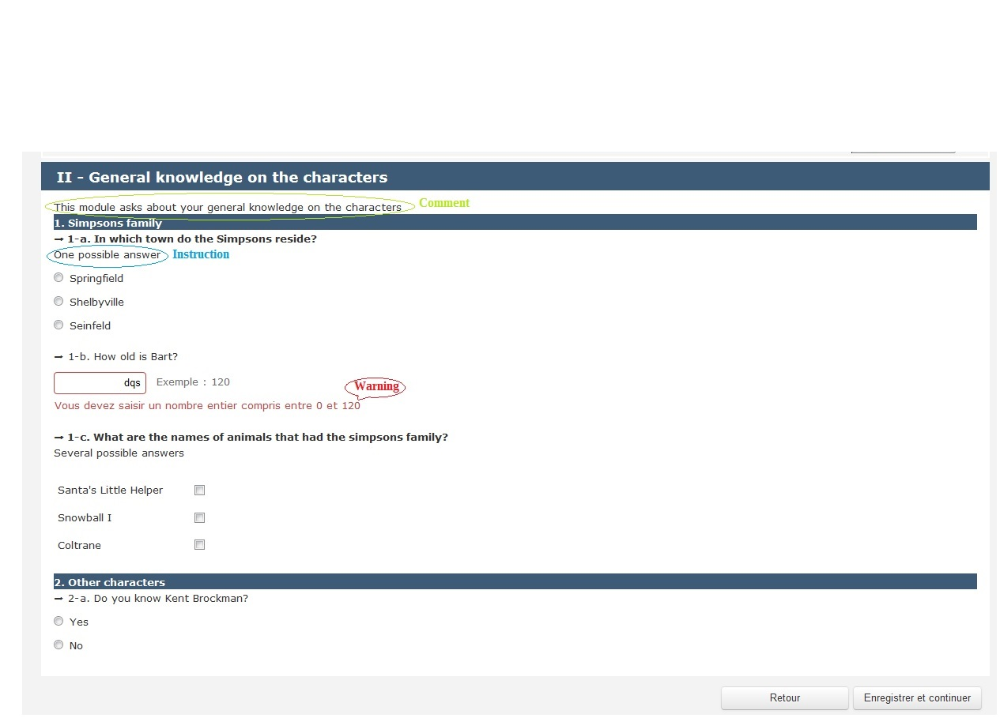 II - General knowledge on the characters
This module asks about your general knowledge on the characters Comment
1. Simpsons family
➞ 1-a. In which town do the Simpsons reside?
One possible answer Instruction
Springfield
Shelbyville
Seinfeld
➞ 1-b. How old is Bart?
dqs Exemple : 120
Warning
Vous devez saisir un nombre entier compris entre 0 et 120
➞ 1-c. What are the names of animals that had the simpsons family?
Several possible answers
Santa's Little Helper
Snowball I
Coltrane
2. Other characters
➞ 2-a. Do you know Kent Brockman?
Yes
No
Retour Enregistrer et continuer